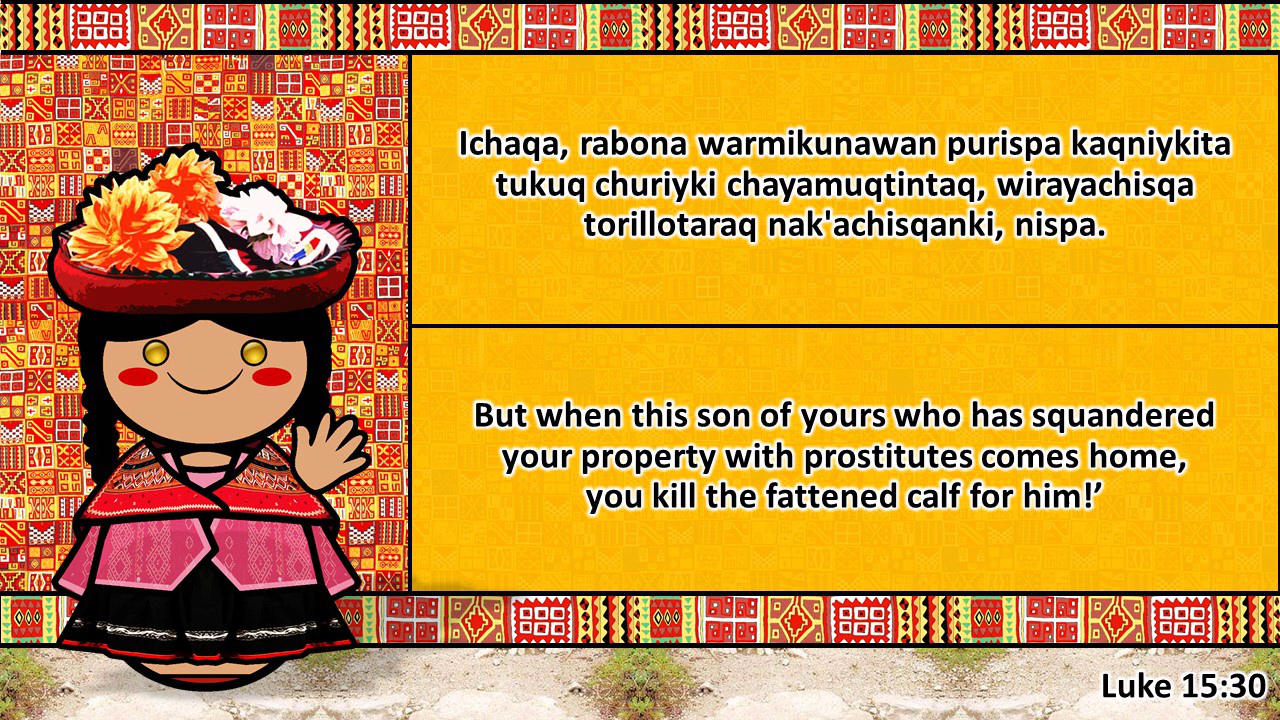 Ichaqa, rabona warmikunawan purispa kaqniykita
tukuq churiyki chayamuqtintaq, wirayachisqa
torillotaraq nak'achisqanki, nispa.
But when this son of yours who has squandered
your property with prostitutes comes home,
you kill the fattened calf for him!’
Luke 15:30